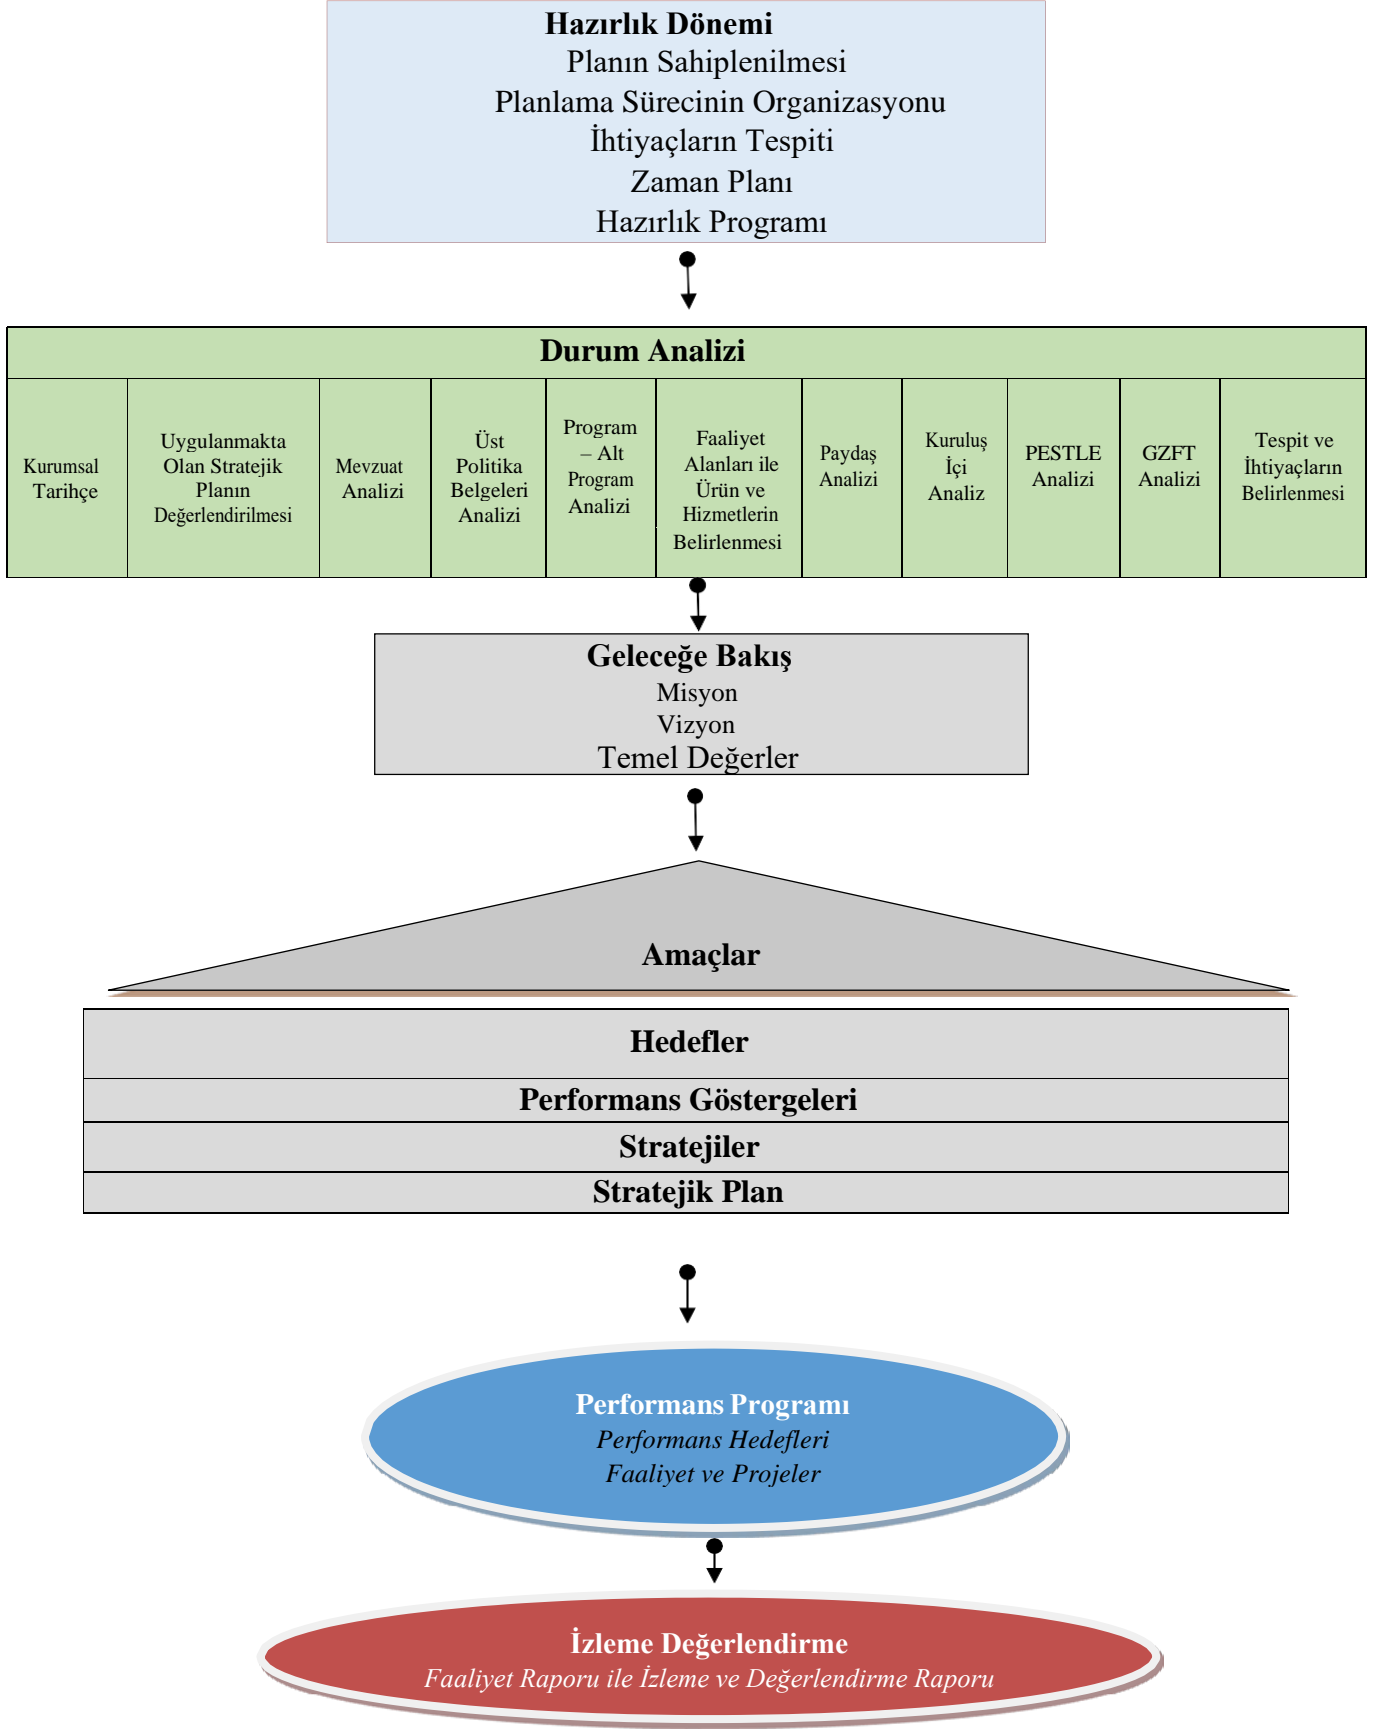 Hazırlık Dönemi
Planın Sahiplenilmesi
Planlama Sürecinin Organizasyonu
İhtiyaçların Tespiti
Zaman Planı
Hazırlık Programı
Durum Analizi
Kurumsal
Tarihçe
Uygulanmakta
Olan Stratejik
Planın
Değerlendirilmesi
Mevzuat
Analizi
Üst
Politika
Belgeleri
Analizi
Program
– Alt
Program
Analizi
Faaliyet
Alanları ile
Ürün ve
Hizmetlerin
Belirlenmesi
Paydaş
Analizi
Kuruluş
İçi
Analiz
PESTLE
Analizi
GZFT
Analizi
Tespit ve
İhtiyaçların
Belirlenmesi
Geleceğe Bakış
Misyon
Vizyon
Temel Değerler
Amaçlar
Hedefler
Performans Göstergeleri
Stratejiler
Stratejik Plan
Performans Programı
Performans Hedefleri
Faaliyet ve Projeler
İzleme Değerlendirme
Faaliyet Raporu ile İzleme ve Değerlendirme Raporu